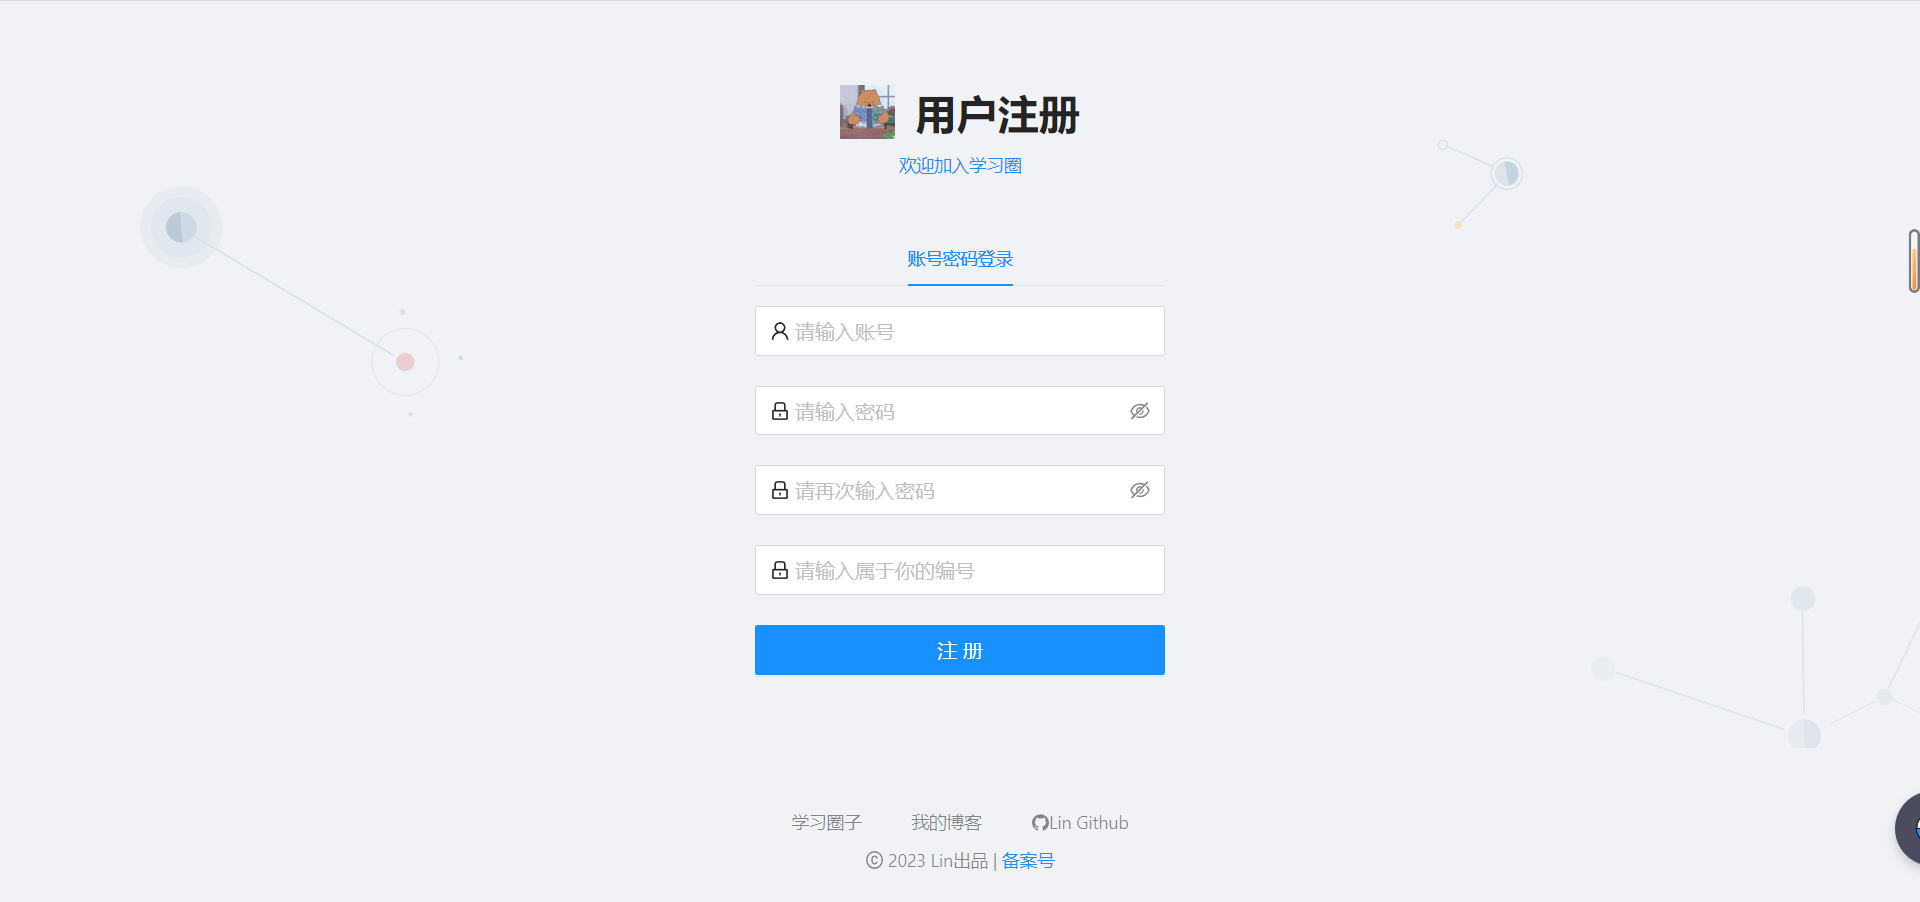 用户注册
欢迎加入学习圈
账号密码登录
请输入账号
请输入密码
请再次输入密码
请输入属于你的编号
注 册
学习圈子 我的博客 Lin Github
© 2023 Lin出品 | 备案号